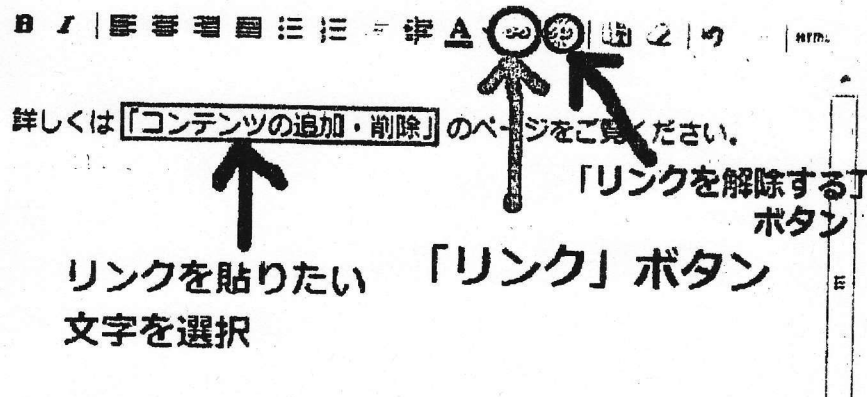 B I A HTML
詳しくは「コンテンツの追加・削除」のページをご覧ください。
「リンクを解除する」
ボタン
「リンク」ボタン
リンクを貼りたい
文字を選択